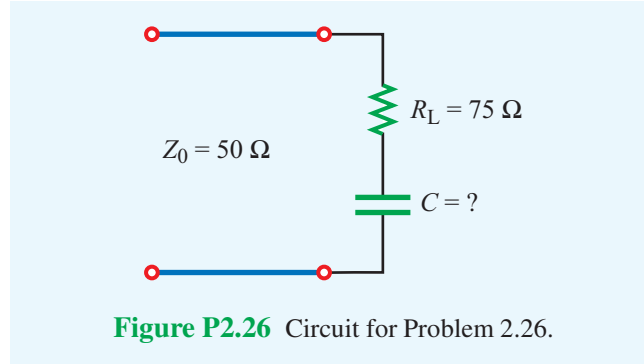 R_L = 75 Ω
Z_0 = 50 Ω
C = ?
Figure P2.26 Circuit for Problem 2.26.